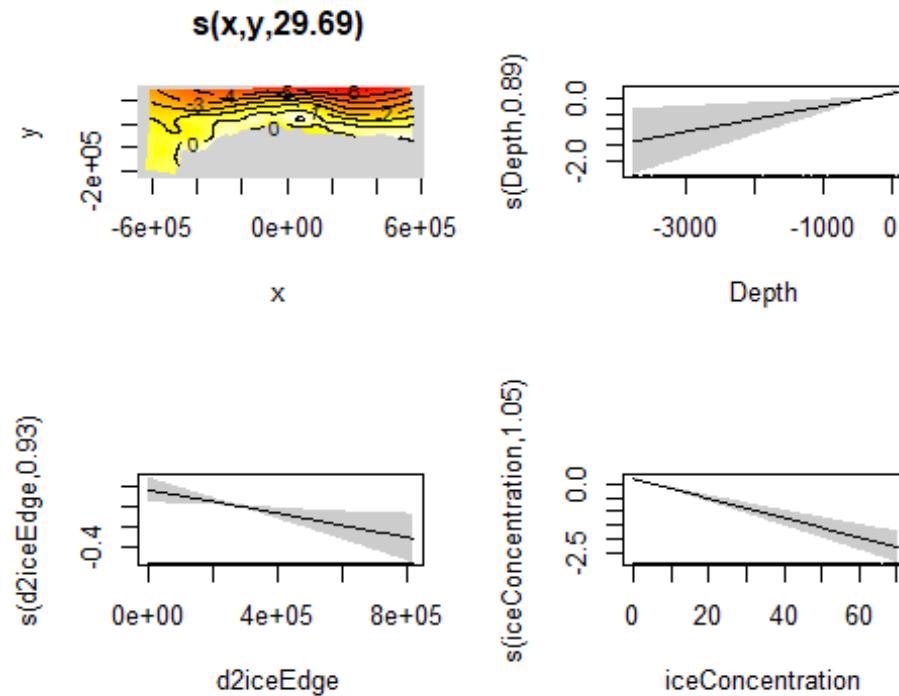 s(x,y,29.69)
y
-2e+05
-3
-4
-6
-8
-2
0
0
-6e+05
0e+00
6e+05
x
s(Depth,0.89)
0.0
-2.0
-3000
-1000
0
Depth
s(d2iceEdge,0.93)
-0.4
0e+00
4e+05
8e+05
d2iceEdge
s(iceConcentration,1.05)
0.0
-2.5
0
20
40
60
iceConcentration